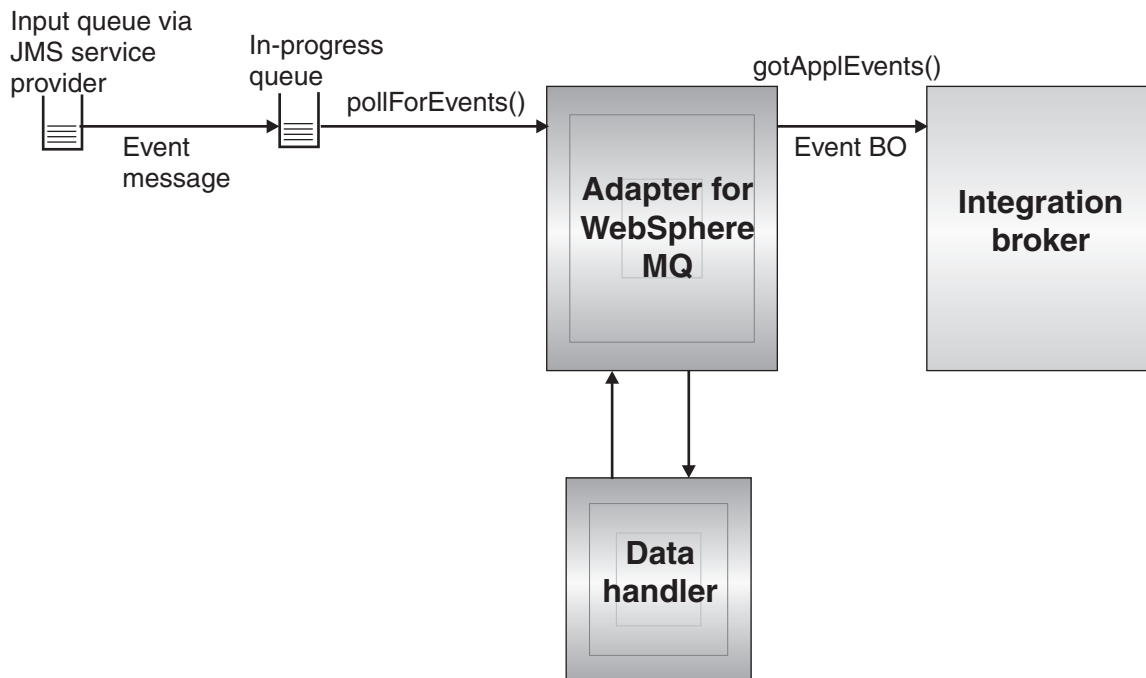 Input queue via
JMS service
provider
In-progress
queue
Event
message
pollForEvents()
gotApplEvents()
Event BO
Adapter for
WebSphere
MQ
Integration
broker
Data
handler